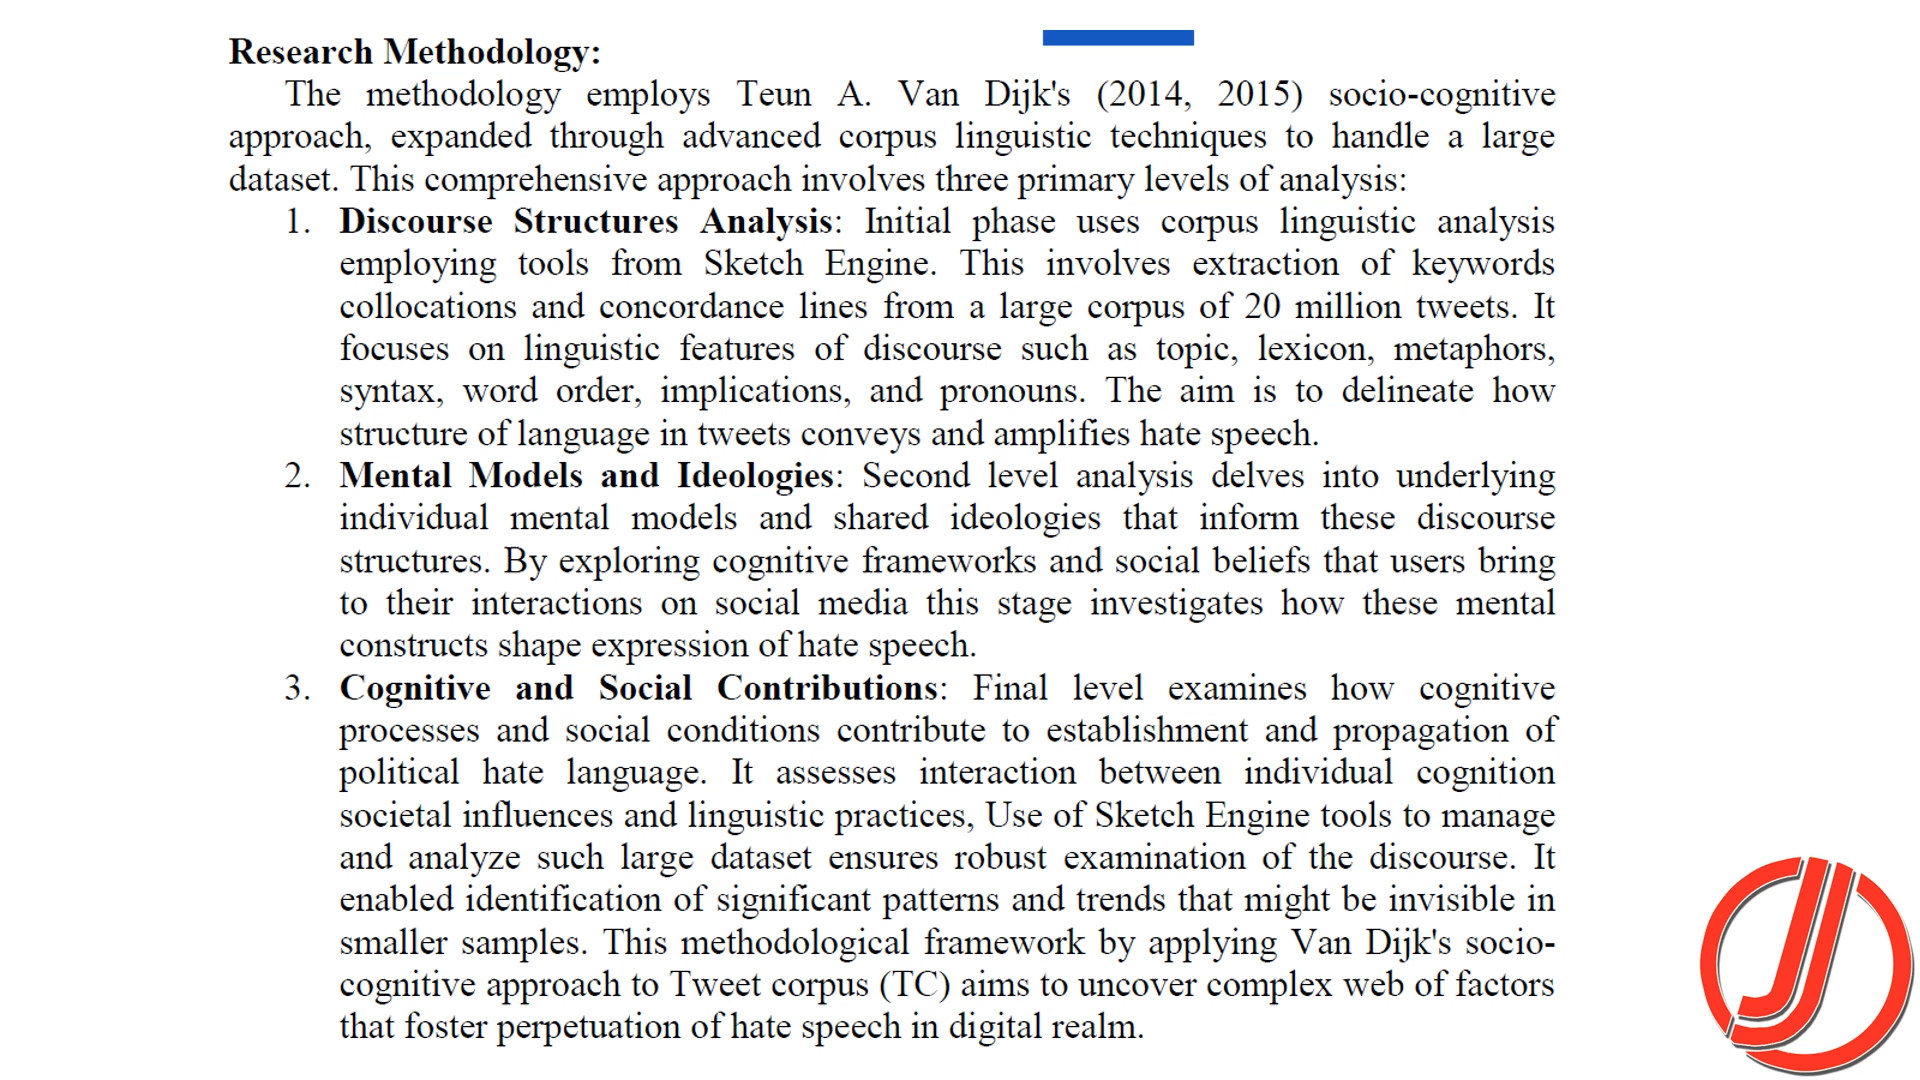 Research Methodology:
The methodology employs Teun A. Van Dijk's (2014, 2015) socio-cognitive
approach, expanded through advanced corpus linguistic techniques to handle a large
dataset. This comprehensive approach involves three primary levels of analysis:
1. Discourse Structures Analysis: Initial phase uses corpus linguistic analysis
employing tools from Sketch Engine. This involves extraction of keywords
collocations and concordance lines from a large corpus of 20 million tweets. It
focuses on linguistic features of discourse such as topic, lexicon, metaphors,
syntax, word order, implications, and pronouns. The aim is to delineate how
structure of language in tweets conveys and amplifies hate speech.
2. Mental Models and Ideologies: Second level analysis delves into underlying
individual mental models and shared ideologies that inform these discourse
structures. By exploring cognitive frameworks and social beliefs that users bring
to their interactions on social media this stage investigates how these mental
constructs shape expression of hate speech.
3. Cognitive and Social Contributions: Final level examines how cognitive
processes and social conditions contribute to establishment and propagation of
political hate language. It assesses interaction between individual cognition
societal influences and linguistic practices, Use of Sketch Engine tools to manage
and analyze such large dataset ensures robust examination of the discourse. It
enabled identification of significant patterns and trends that might be invisible in
smaller samples. This methodological framework by applying Van Dijk's socio-
cognitive approach to Tweet corpus (TC) aims to uncover complex web of factors
that foster perpetuation of hate speech in digital realm.